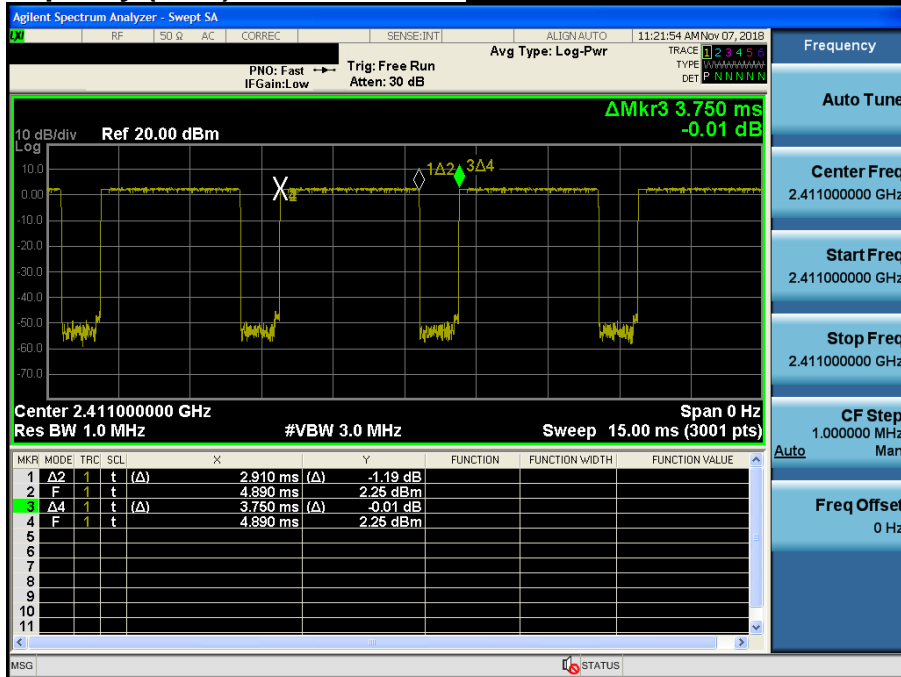 Agilent Spectrum Analyzer - Swept SA
LXI RF 50 Ω AC CORREC SENSE:INT ALIGN AUTO 11:21:54 AM Nov 07, 2018
Avg Type: Log-Pwr TRACE 1 2 3 4 5 6
PNO: Fast Trig: Free Run TYPE WWWWWW
IFGain:Low Atten: 30 dB DET P N N N N N
ΔMkr3 3.750 ms
-0.01 dB
10 dB/div Ref 20.00 dBm
Log
10.0
0.00
-10.0
-20.0
-30.0
-40.0
-50.0
-60.0
-70.0
X
1Δ2 3Δ4
Center 2.411000000 GHz Span 0 Hz
Res BW 1.0 MHz #VBW 3.0 MHz Sweep 15.00 ms (3001 pts)
MKR MODE TRC SCL X Y FUNCTION FUNCTION WIDTH FUNCTION VALUE
1 Δ2 1 t (Δ) 2.910 ms (Δ) -1.19 dB
2 F 1 t 4.890 ms 2.25 dBm
3 Δ4 1 t (Δ) 3.750 ms (Δ) -0.01 dB
4 F 1 t 4.890 ms 2.25 dBm
5
6
7
8
9
10
11
MSG STATUS
Frequency
Auto Tune
Center Freq
2.411000000 GHz
Start Freq
2.411000000 GHz
Stop Freq
2.411000000 GHz
CF Step
1.000000 MHz
Auto Man
Freq Offset
0 Hz